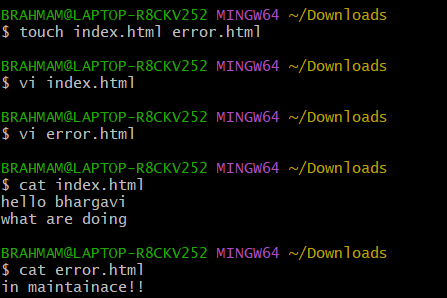 BRAHMAM@LAPTOP-R8CKV252 MINGW64 ~/Downloads
$ touch index.html error.html
BRAHMAM@LAPTOP-R8CKV252 MINGW64 ~/Downloads
$ vi index.html
BRAHMAM@LAPTOP-R8CKV252 MINGW64 ~/Downloads
$ vi error.html
BRAHMAM@LAPTOP-R8CKV252 MINGW64 ~/Downloads
$ cat index.html
hello bhargavi
what are doing
BRAHMAM@LAPTOP-R8CKV252 MINGW64 ~/Downloads
$ cat error.html
in maintainace!!